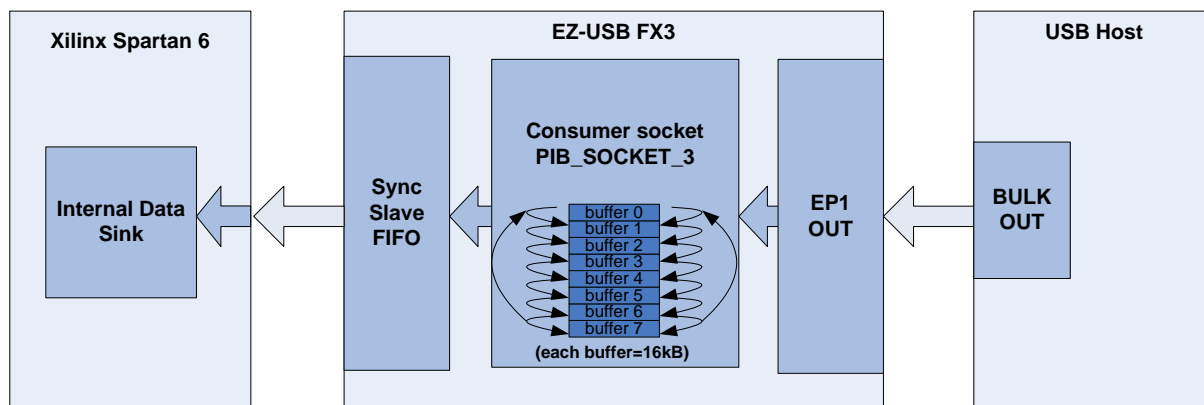 Xilinx Spartan 6
Internal Data
Sink
EZ-USB FX3
Sync
Slave
FIFO
Consumer socket
PIB_SOCKET_3
buffer 0
buffer 1
buffer 2
buffer 3
buffer 4
buffer 5
buffer 6
buffer 7
(each buffer=16kB)
EP1
OUT
USB Host
BULK
OUT